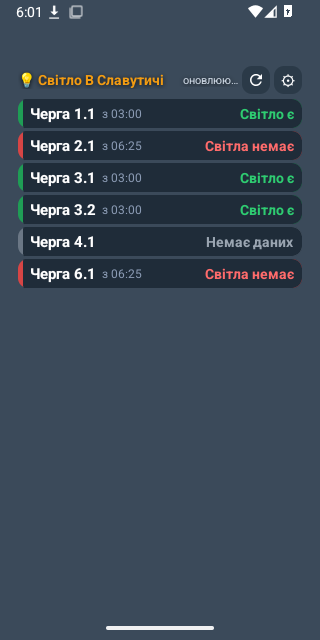 6:01
💡 Світло В Славутичі оновлюю...
Черга 1.1 з 03:00 Світло є
Черга 2.1 з 06:25 Світла немає
Черга 3.1 з 03:00 Світло є
Черга 3.2 з 03:00 Світло є
Черга 4.1 Немає даних
Черга 6.1 з 06:25 Світла немає